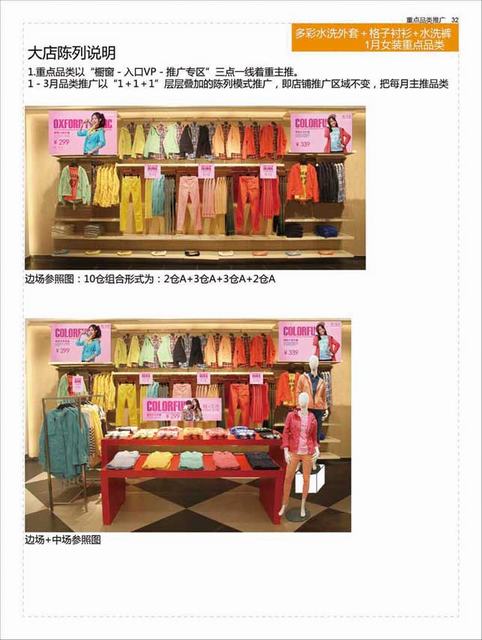 重点品类推广 32
多彩水洗外套+格子衬衫+水洗裤
1月女装重点品类
大店陈列说明
1.重点品类以“橱窗－入口VP－推广专区”三点一线着重主推。
1－3月品类推广以“1+1+1”层层叠加的陈列模式推广，即店铺推广区域不变，把每月主推品类
OXFORD
¥299
COLORFUL
¥339
边场参照图：10仓组合形式为：2仓A+3仓A+3仓A+2仓A
COLORFUL
¥299
COLORFUL
¥339
COLORFUL
¥299
边场+中场参照图